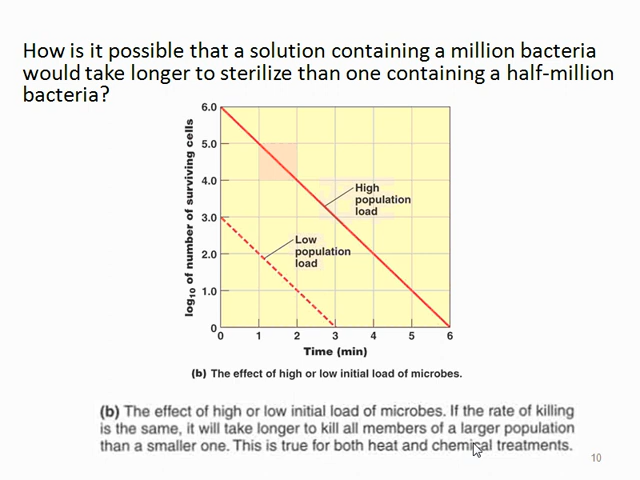 How is it possible that a solution containing a million bacteria
would take longer to sterilize than one containing a half-million
bacteria?
6.0
5.0
4.0
3.0
2.0
1.0
0
log10 of number of surviving cells
High
population
load
Low
population
load
0 1 2 3 4 5 6
Time (min)
(b) The effect of high or low initial load of microbes.
(b) The effect of high or low initial load of microbes. If the rate of killing
is the same, it will take longer to kill all members of a larger population
than a smaller one. This is true for both heat and chemical treatments.
10